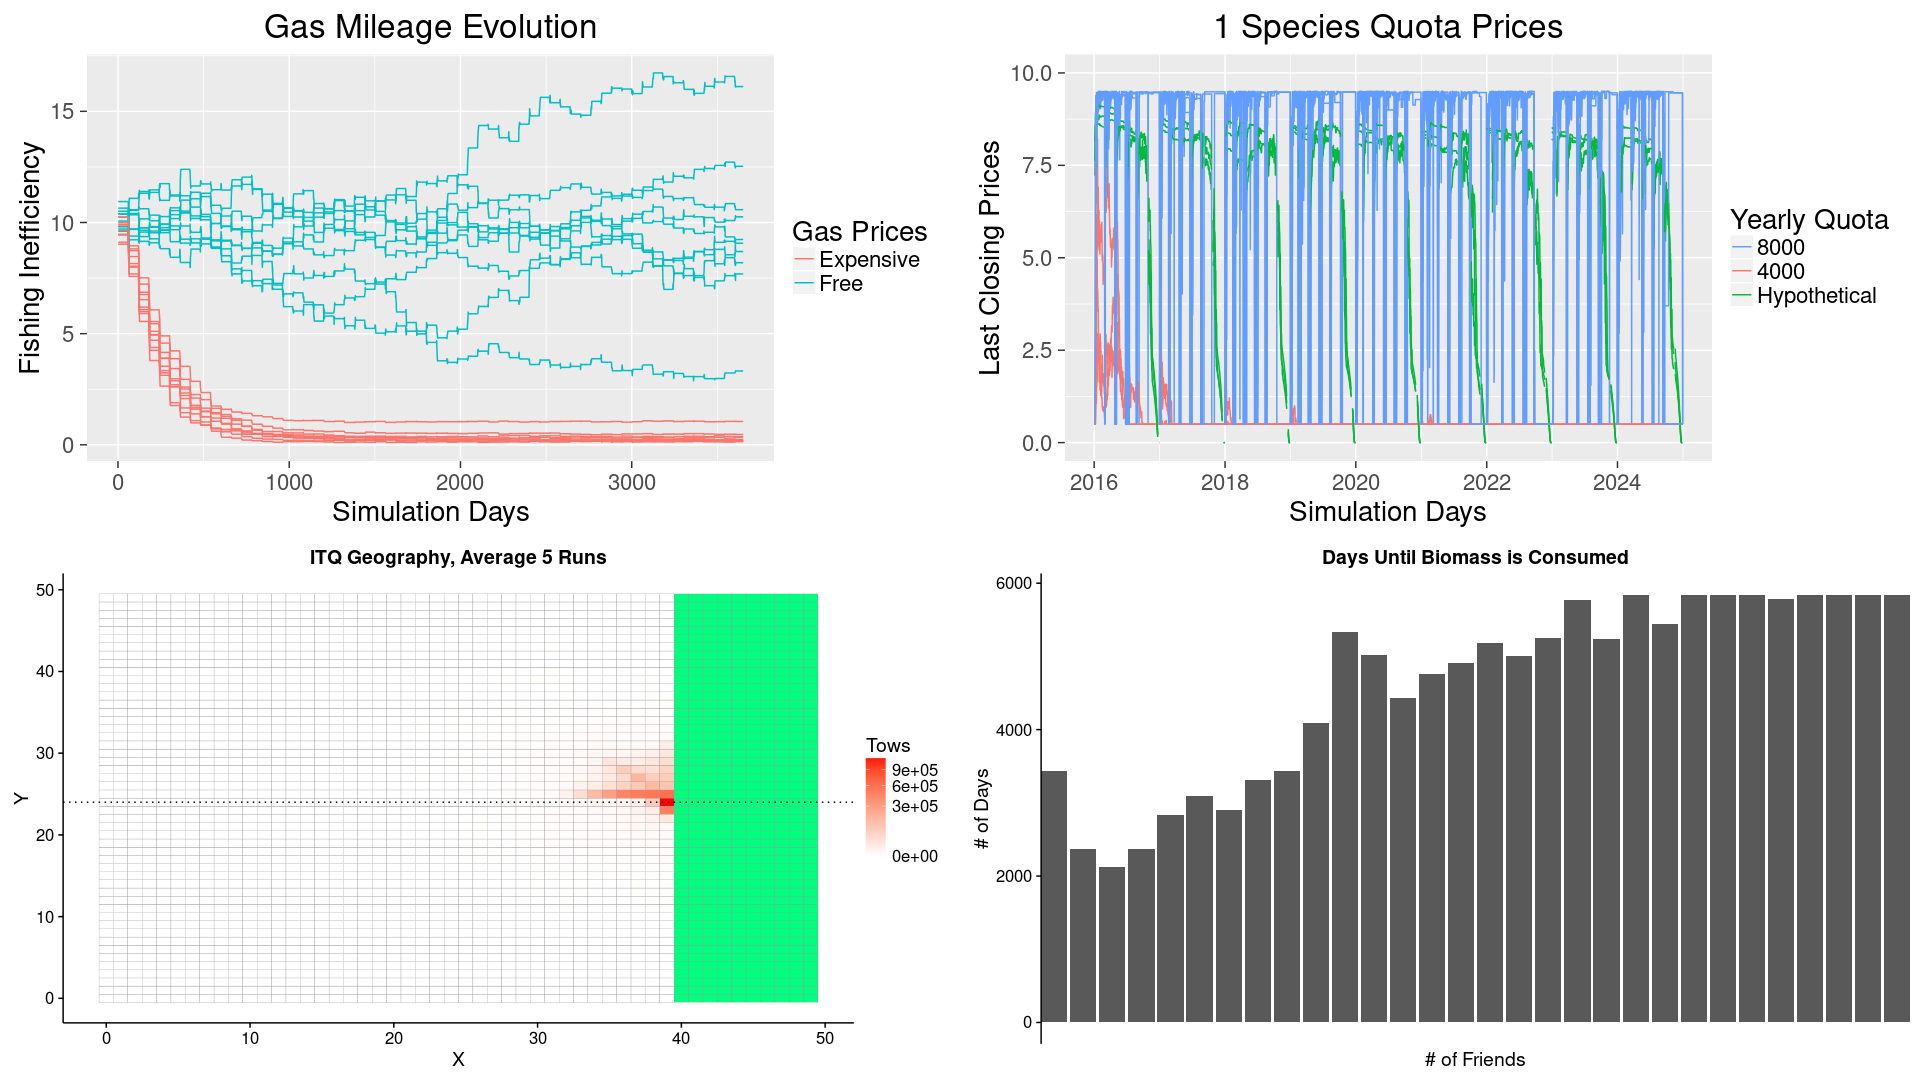 Gas Mileage Evolution
Fishing Inefficiency
15
10
5
0
0 1000 2000 3000
Simulation Days
Gas Prices
Expensive
Free
1 Species Quota Prices
Last Closing Prices
10.0
7.5
5.0
2.5
0.0
2016 2018 2020 2022 2024
Simulation Days
Yearly Quota
8000
4000
Hypothetical
ITQ Geography, Average 5 Runs
Y
50
40
30
20
10
0
0 10 20 30 40 50
X
Tows
9e+05
6e+05
3e+05
0e+00
Days Until Biomass is Consumed
# of Days
6000
4000
2000
0
# of Friends